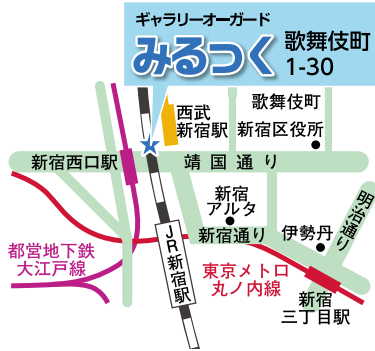 ギャラリーオーガード
みるつく
歌舞伎町
1-30
西武
新宿駅
歌舞伎町
新宿区役所
新宿西口駅
靖国通り
新宿
アルタ
明治通り
新宿通り
伊勢丹
都営地下鉄
大江戸線
JR新宿駅
東京メトロ
丸ノ内線
新宿
三丁目駅